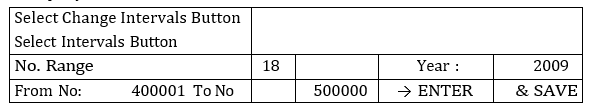 Select Change Intervals Button
Select Intervals Button
No. Range 18 Year : 2009
From No: 400001 To No 500000 → ENTER & SAVE